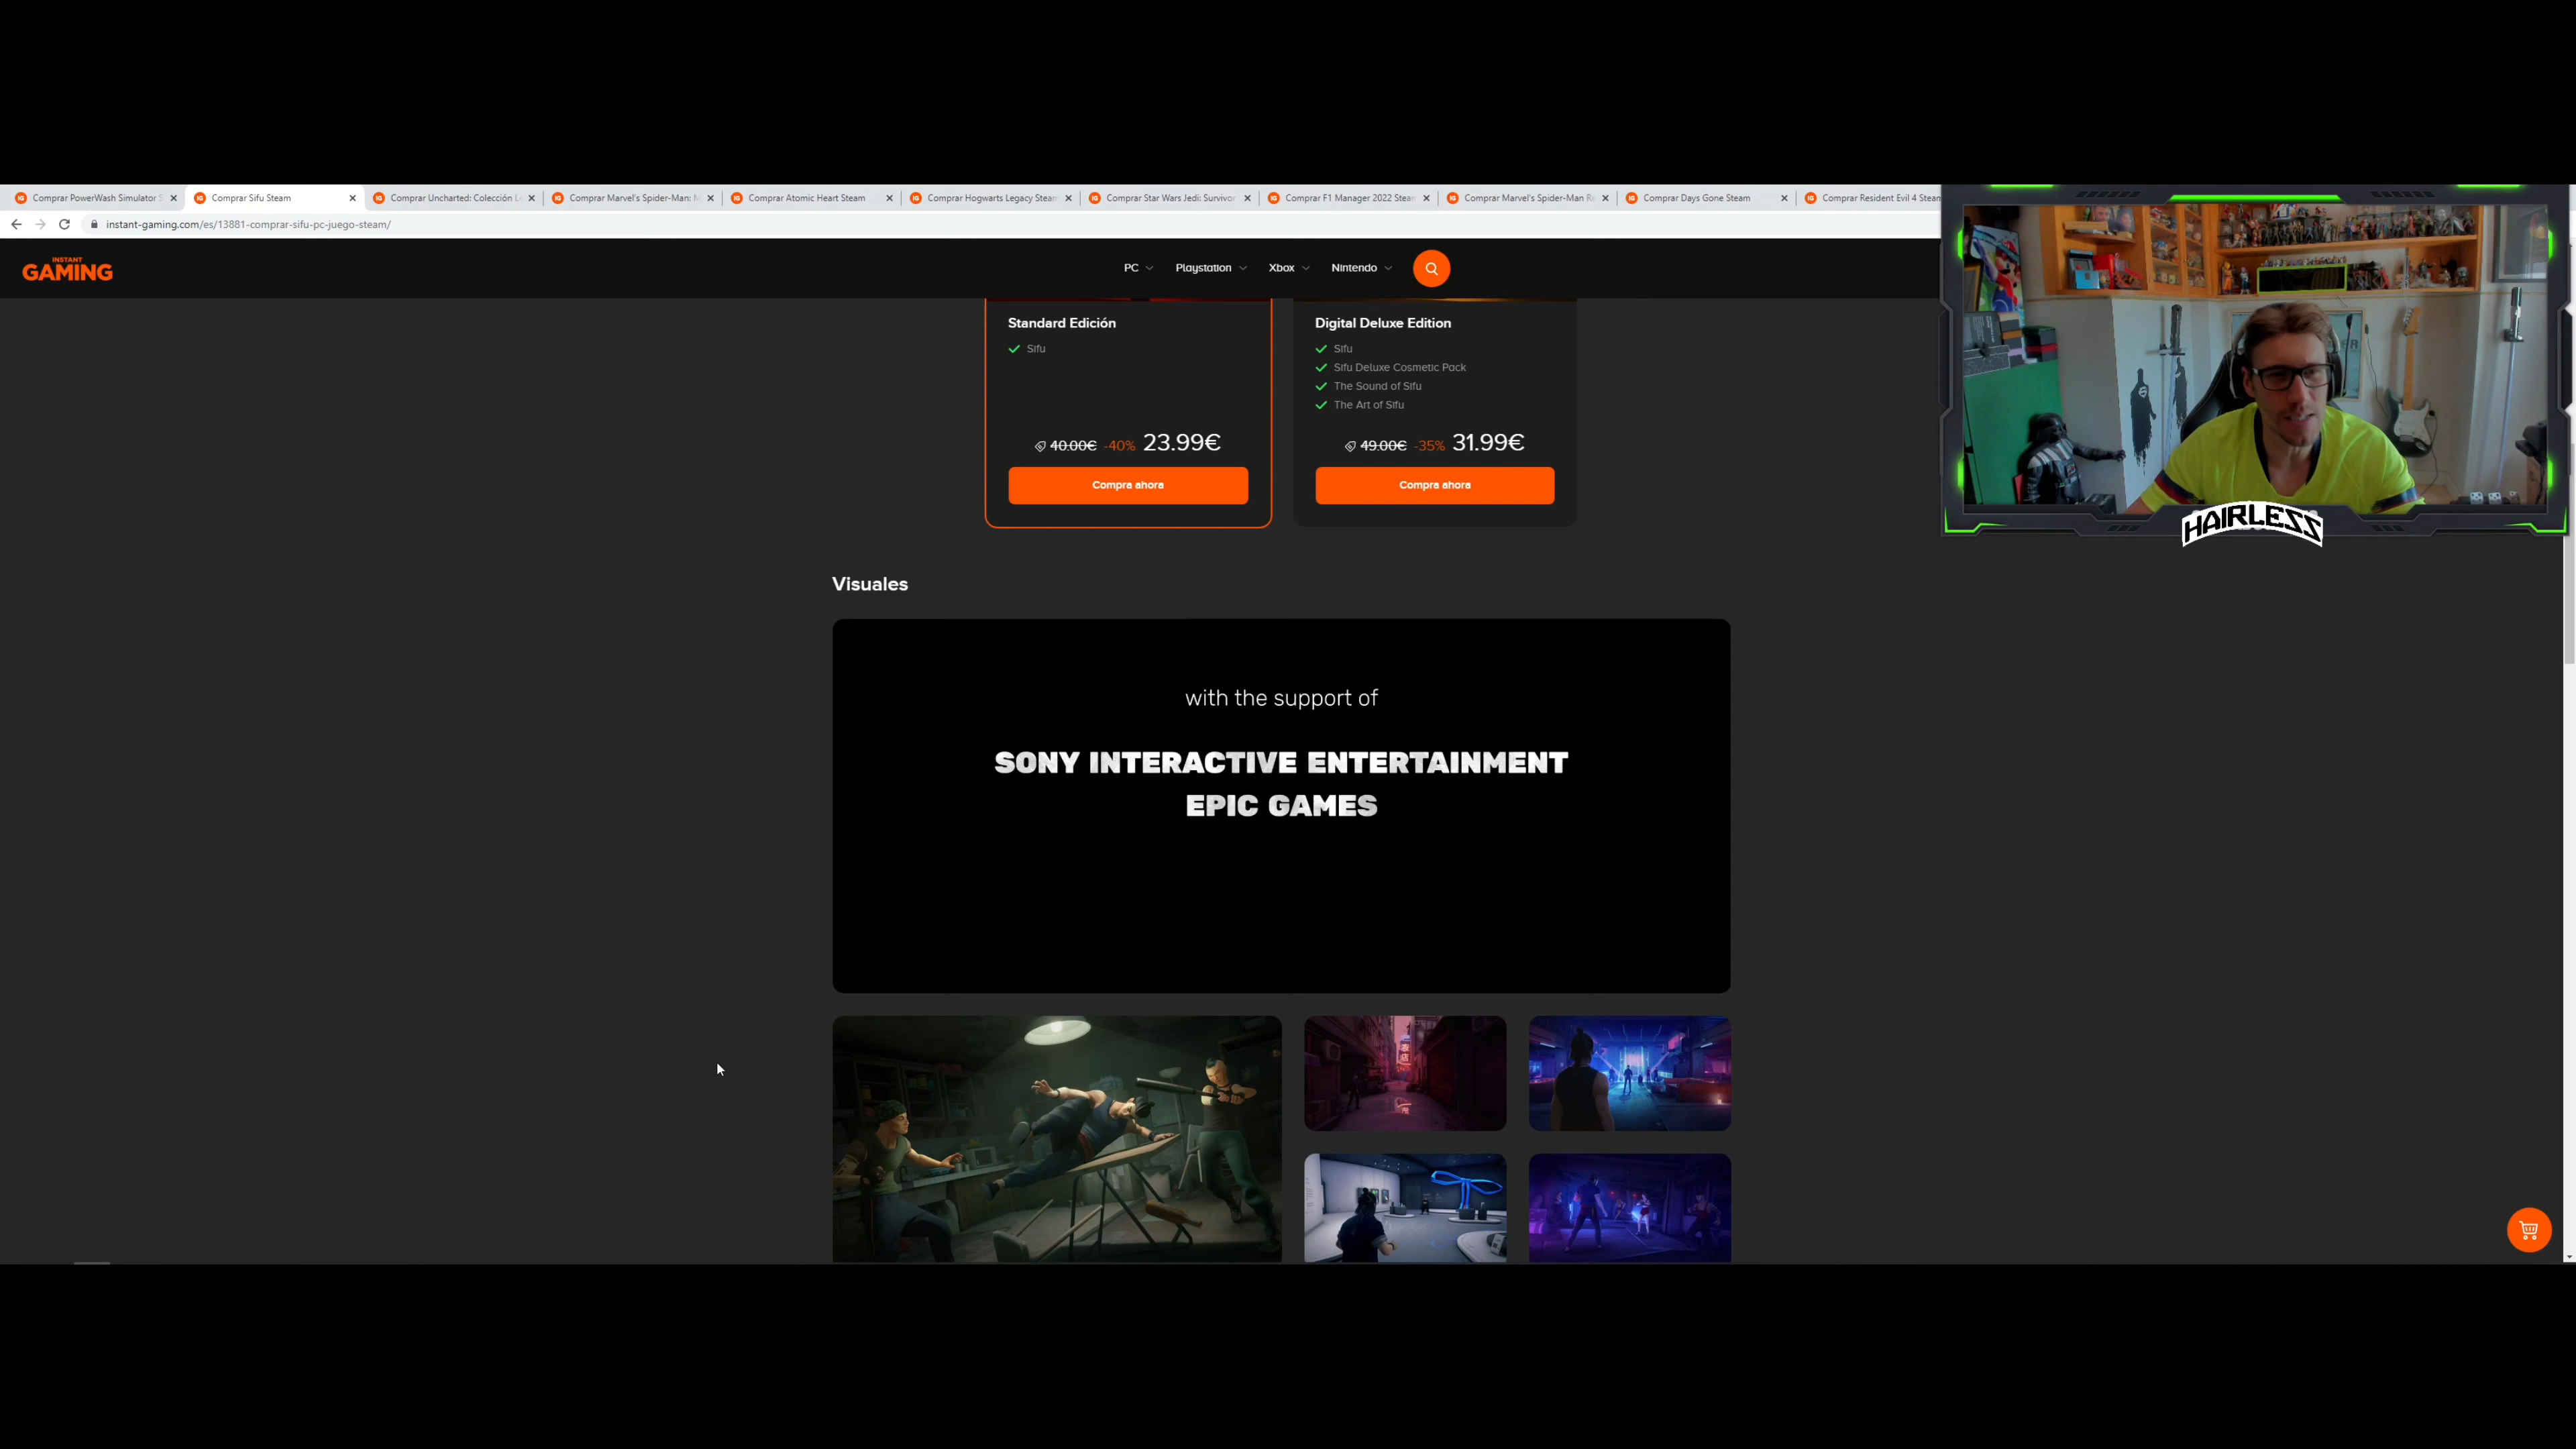 Comprar PowerWash Simulator S
Comprar Sifu Steam
Comprar Uncharted: Colección L
Comprar Marvel's Spider-Man: M
Comprar Atomic Heart Steam
Comprar Hogwarts Legacy Steam
Comprar Star Wars Jedi: Survivor
Comprar F1 Manager 2022 Steam
Comprar Marvel's Spider-Man Re
Comprar Days Gone Steam
Comprar Resident Evil 4 Steam
instant-gaming.com/es/13881-comprar-sifu-pc-juego-steam/
INSTANT
GAMING
PC
Playstation
Xbox
Nintendo
Standard Edición
Sifu
40.00€ -40% 23.99€
Compra ahora
Digital Deluxe Edition
Sifu
Sifu Deluxe Cosmetic Pack
The Sound of Sifu
The Art of Sifu
49.00€ -35% 31.99€
Compra ahora
HAIRLESS
Visuales
with the support of
SONY INTERACTIVE ENTERTAINMENT
EPIC GAMES